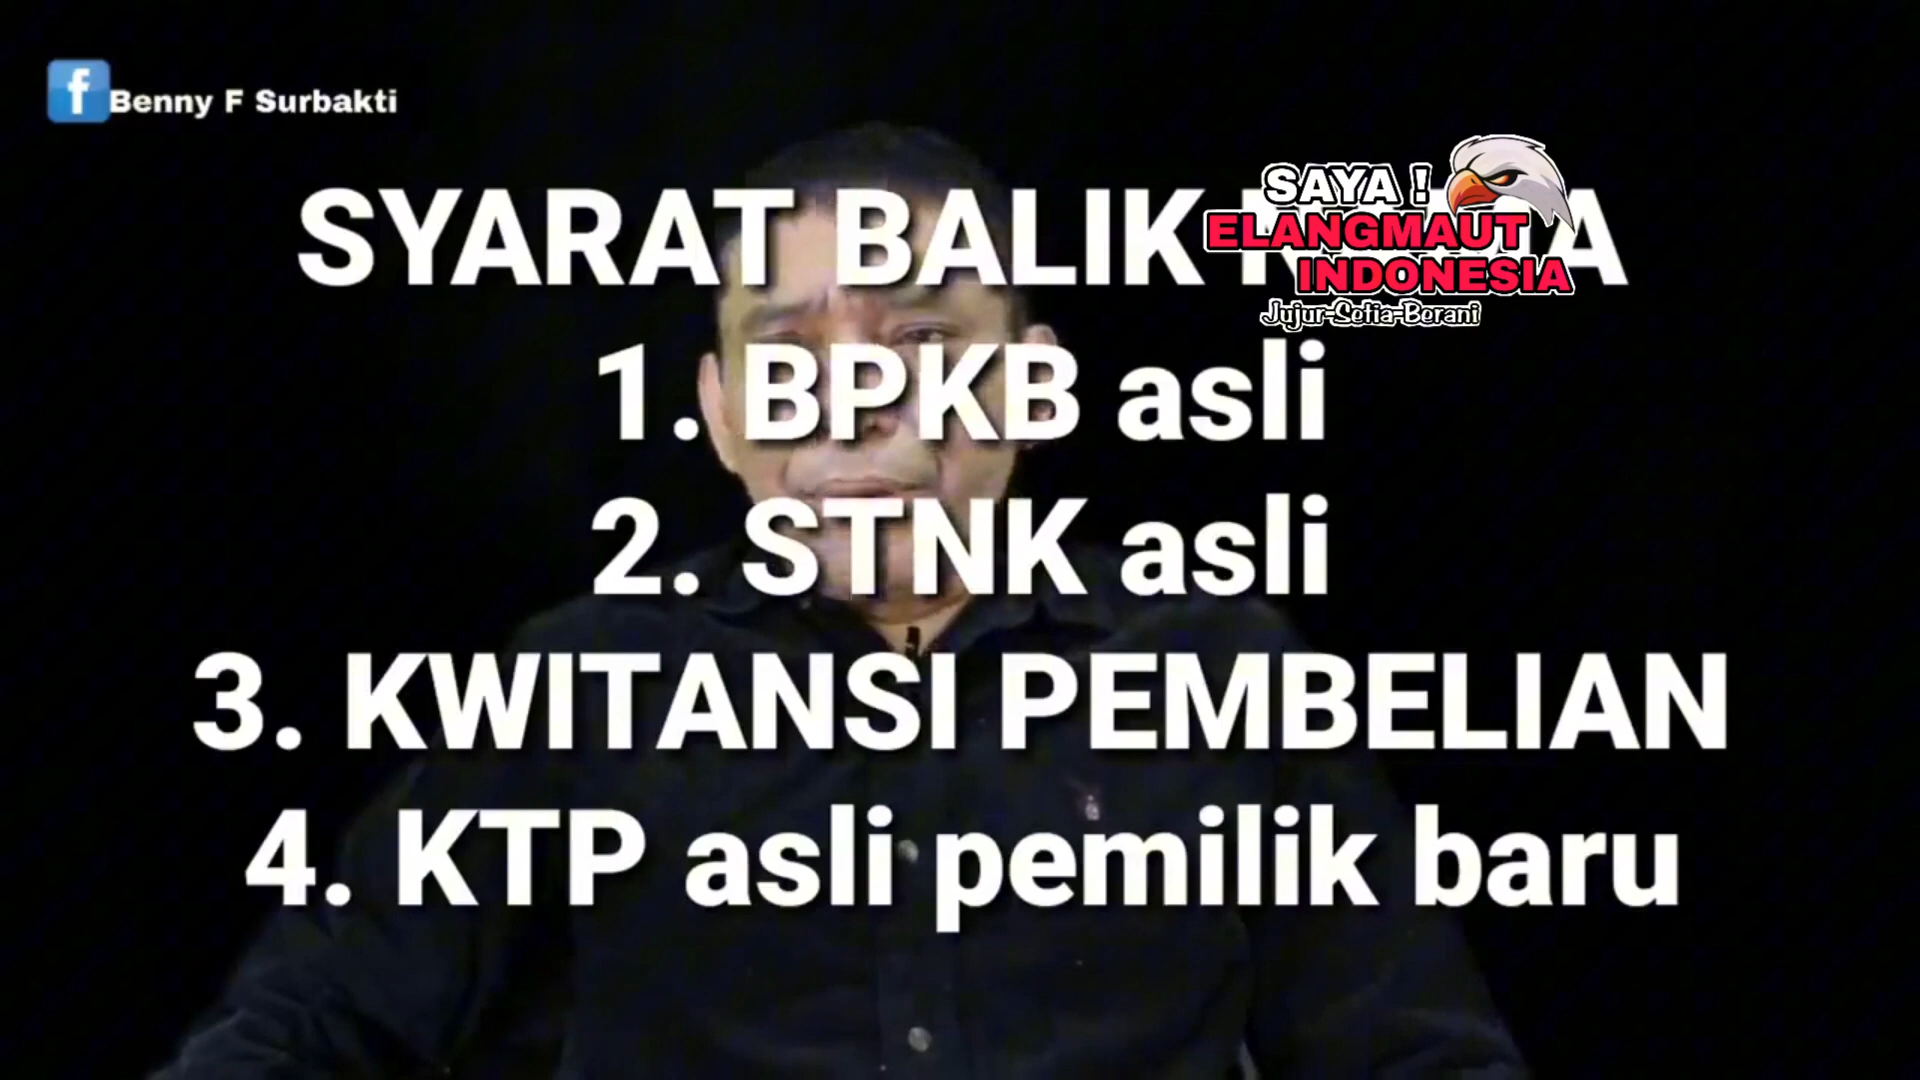 Benny F Surbakti
SAYA !
ELANGMAUT
INDONESIA
Jujur-Setia-Berani
SYARAT BALIK
1. BPKB asli
2. STNK asli
3. KWITANSI PEMBELIAN
4. KTP asli pemilik baru